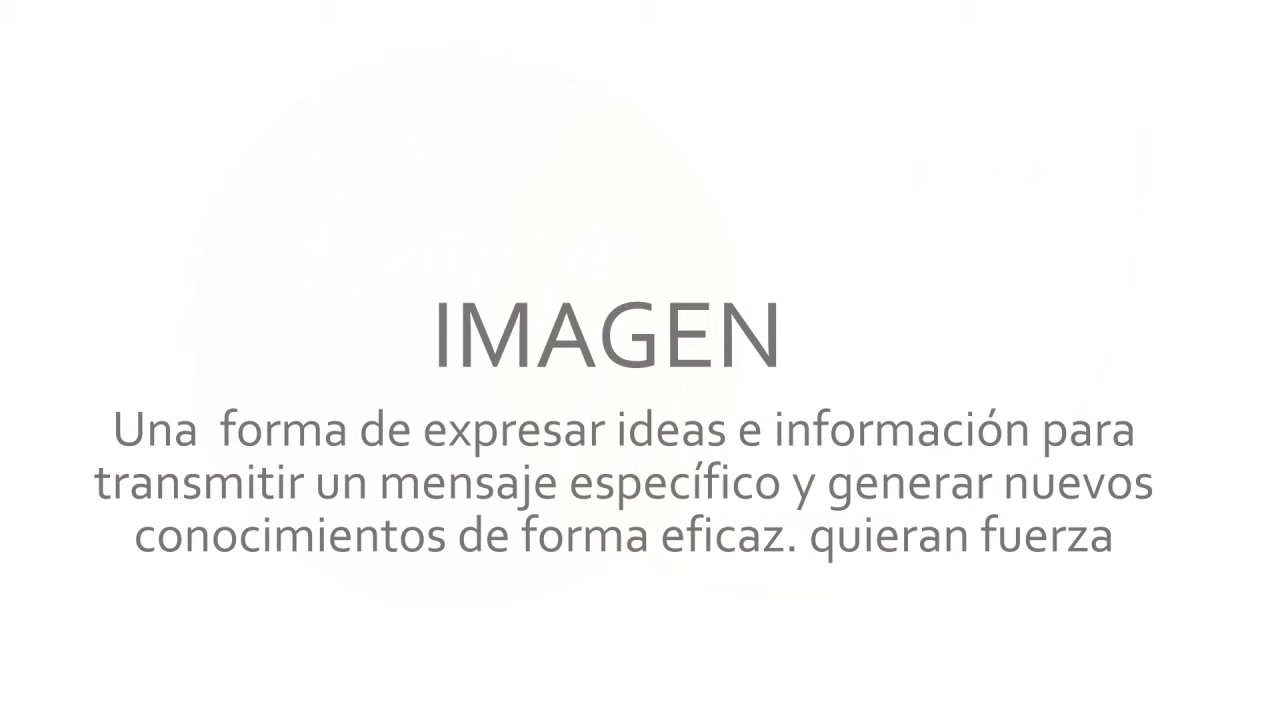 IMAGEN
Una  forma de expresar ideas e información para
transmitir un mensaje específico y generar nuevos
conocimientos de forma eficaz. quieran fuerza